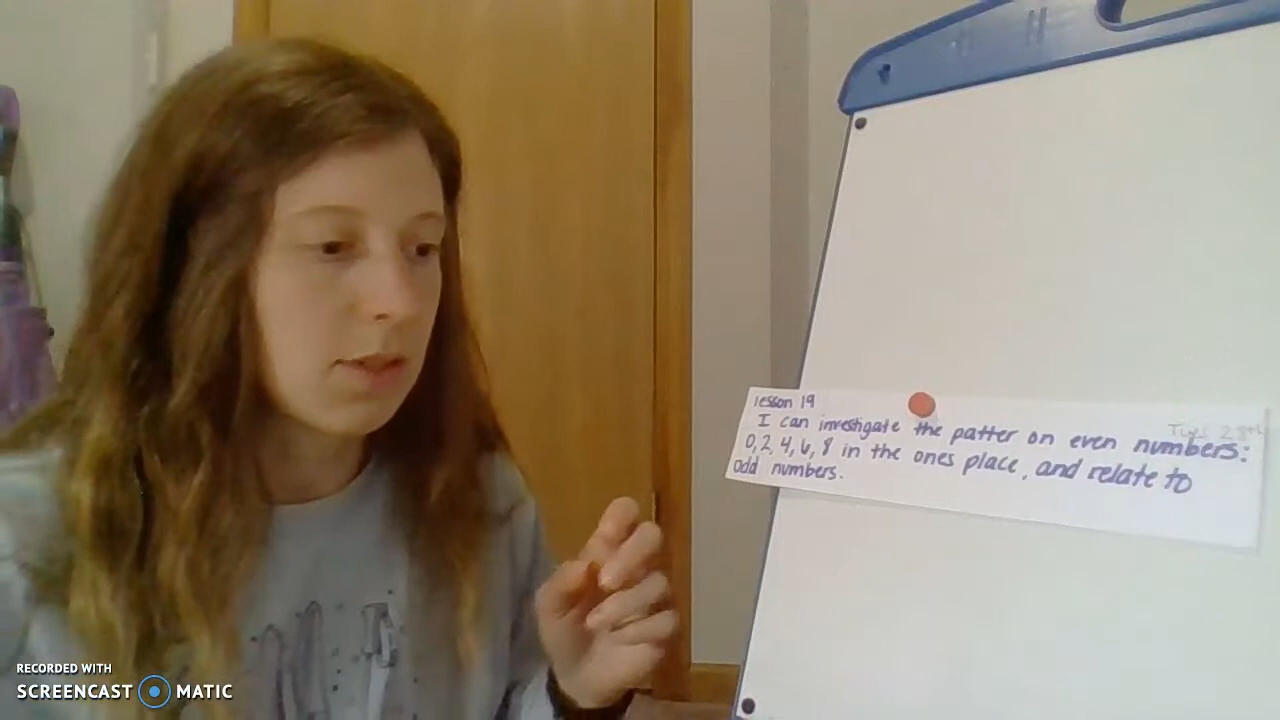 lesson 19
I can investigate the patter on even numbers:
0, 2, 4, 6, 8 in the ones place, and relate to
odd numbers.
RECORDED WITH
SCREENCAST MATIC